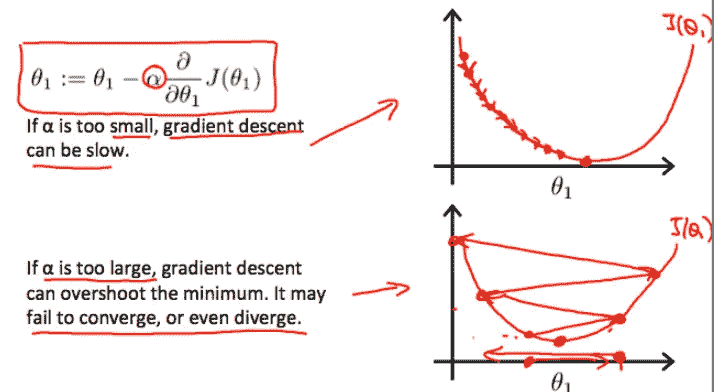 J(θ₁)
θ₁ := θ₁ − α ∂/∂θ₁ J(θ₁)
If α is too small, gradient descent
can be slow.
θ₁
If α is too large, gradient descent
can overshoot the minimum. It may
fail to converge, or even diverge.
θ₁